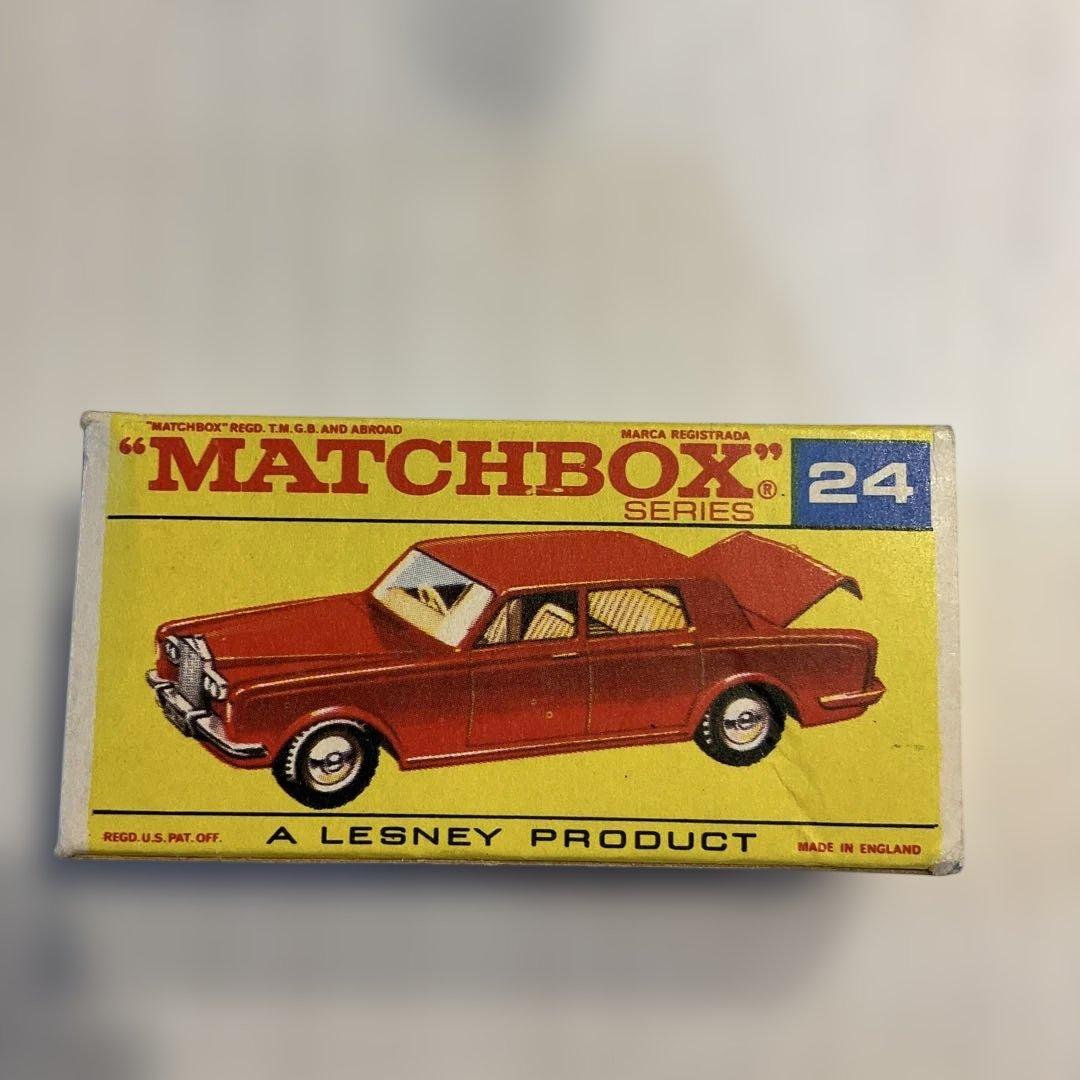 "MATCHBOX" REGD. T.M. G.B. AND ABROAD
MARCA REGISTRADA
“MATCHBOX”®
SERIES
24
REGD. U.S. PAT. OFF.
A LESNEY PRODUCT
MADE IN ENGLAND